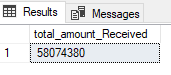 Results Messages
total_amount_Received
1 58074380